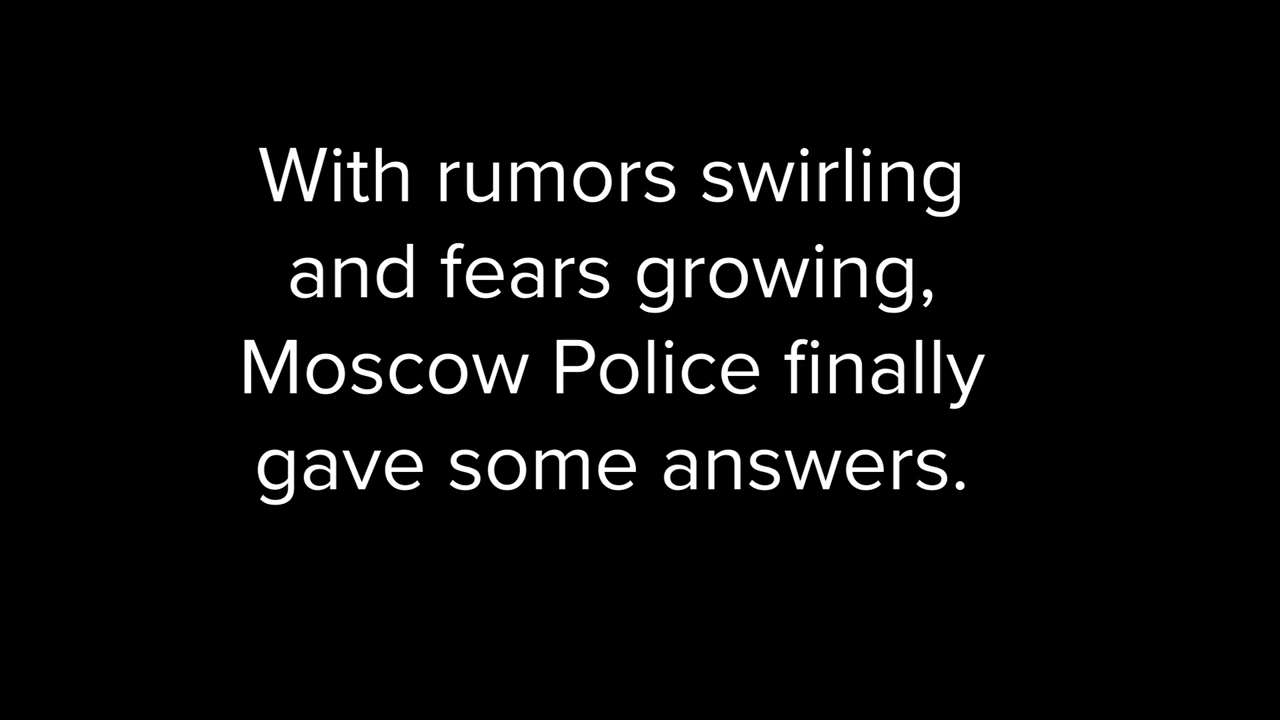 With rumors swirling
and fears growing,
Moscow Police finally
gave some answers.